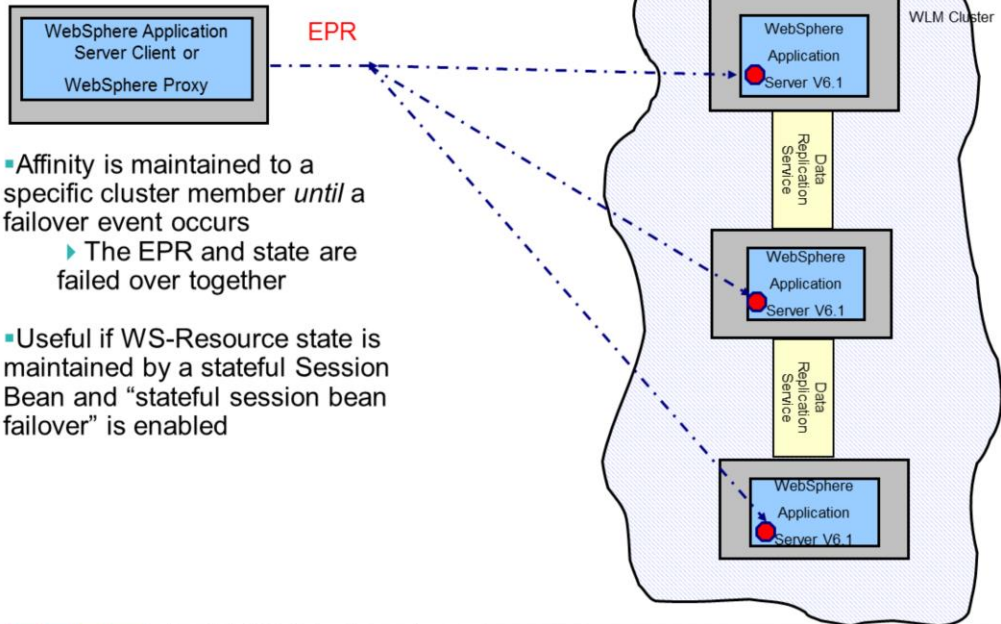 WebSphere Application
Server Client or
WebSphere Proxy
EPR
WLM Cluster
WebSphere
Application
Server V6.1
Data
Replication
Service
▪Affinity is maintained to a
specific cluster member until a
failover event occurs
The EPR and state are
failed over together
WebSphere
Application
Server V6.1
▪Useful if WS-Resource state is
maintained by a stateful Session
Bean and “stateful session bean
failover” is enabled
Data
Replication
Service
WebSphere
Application
Server V6.1